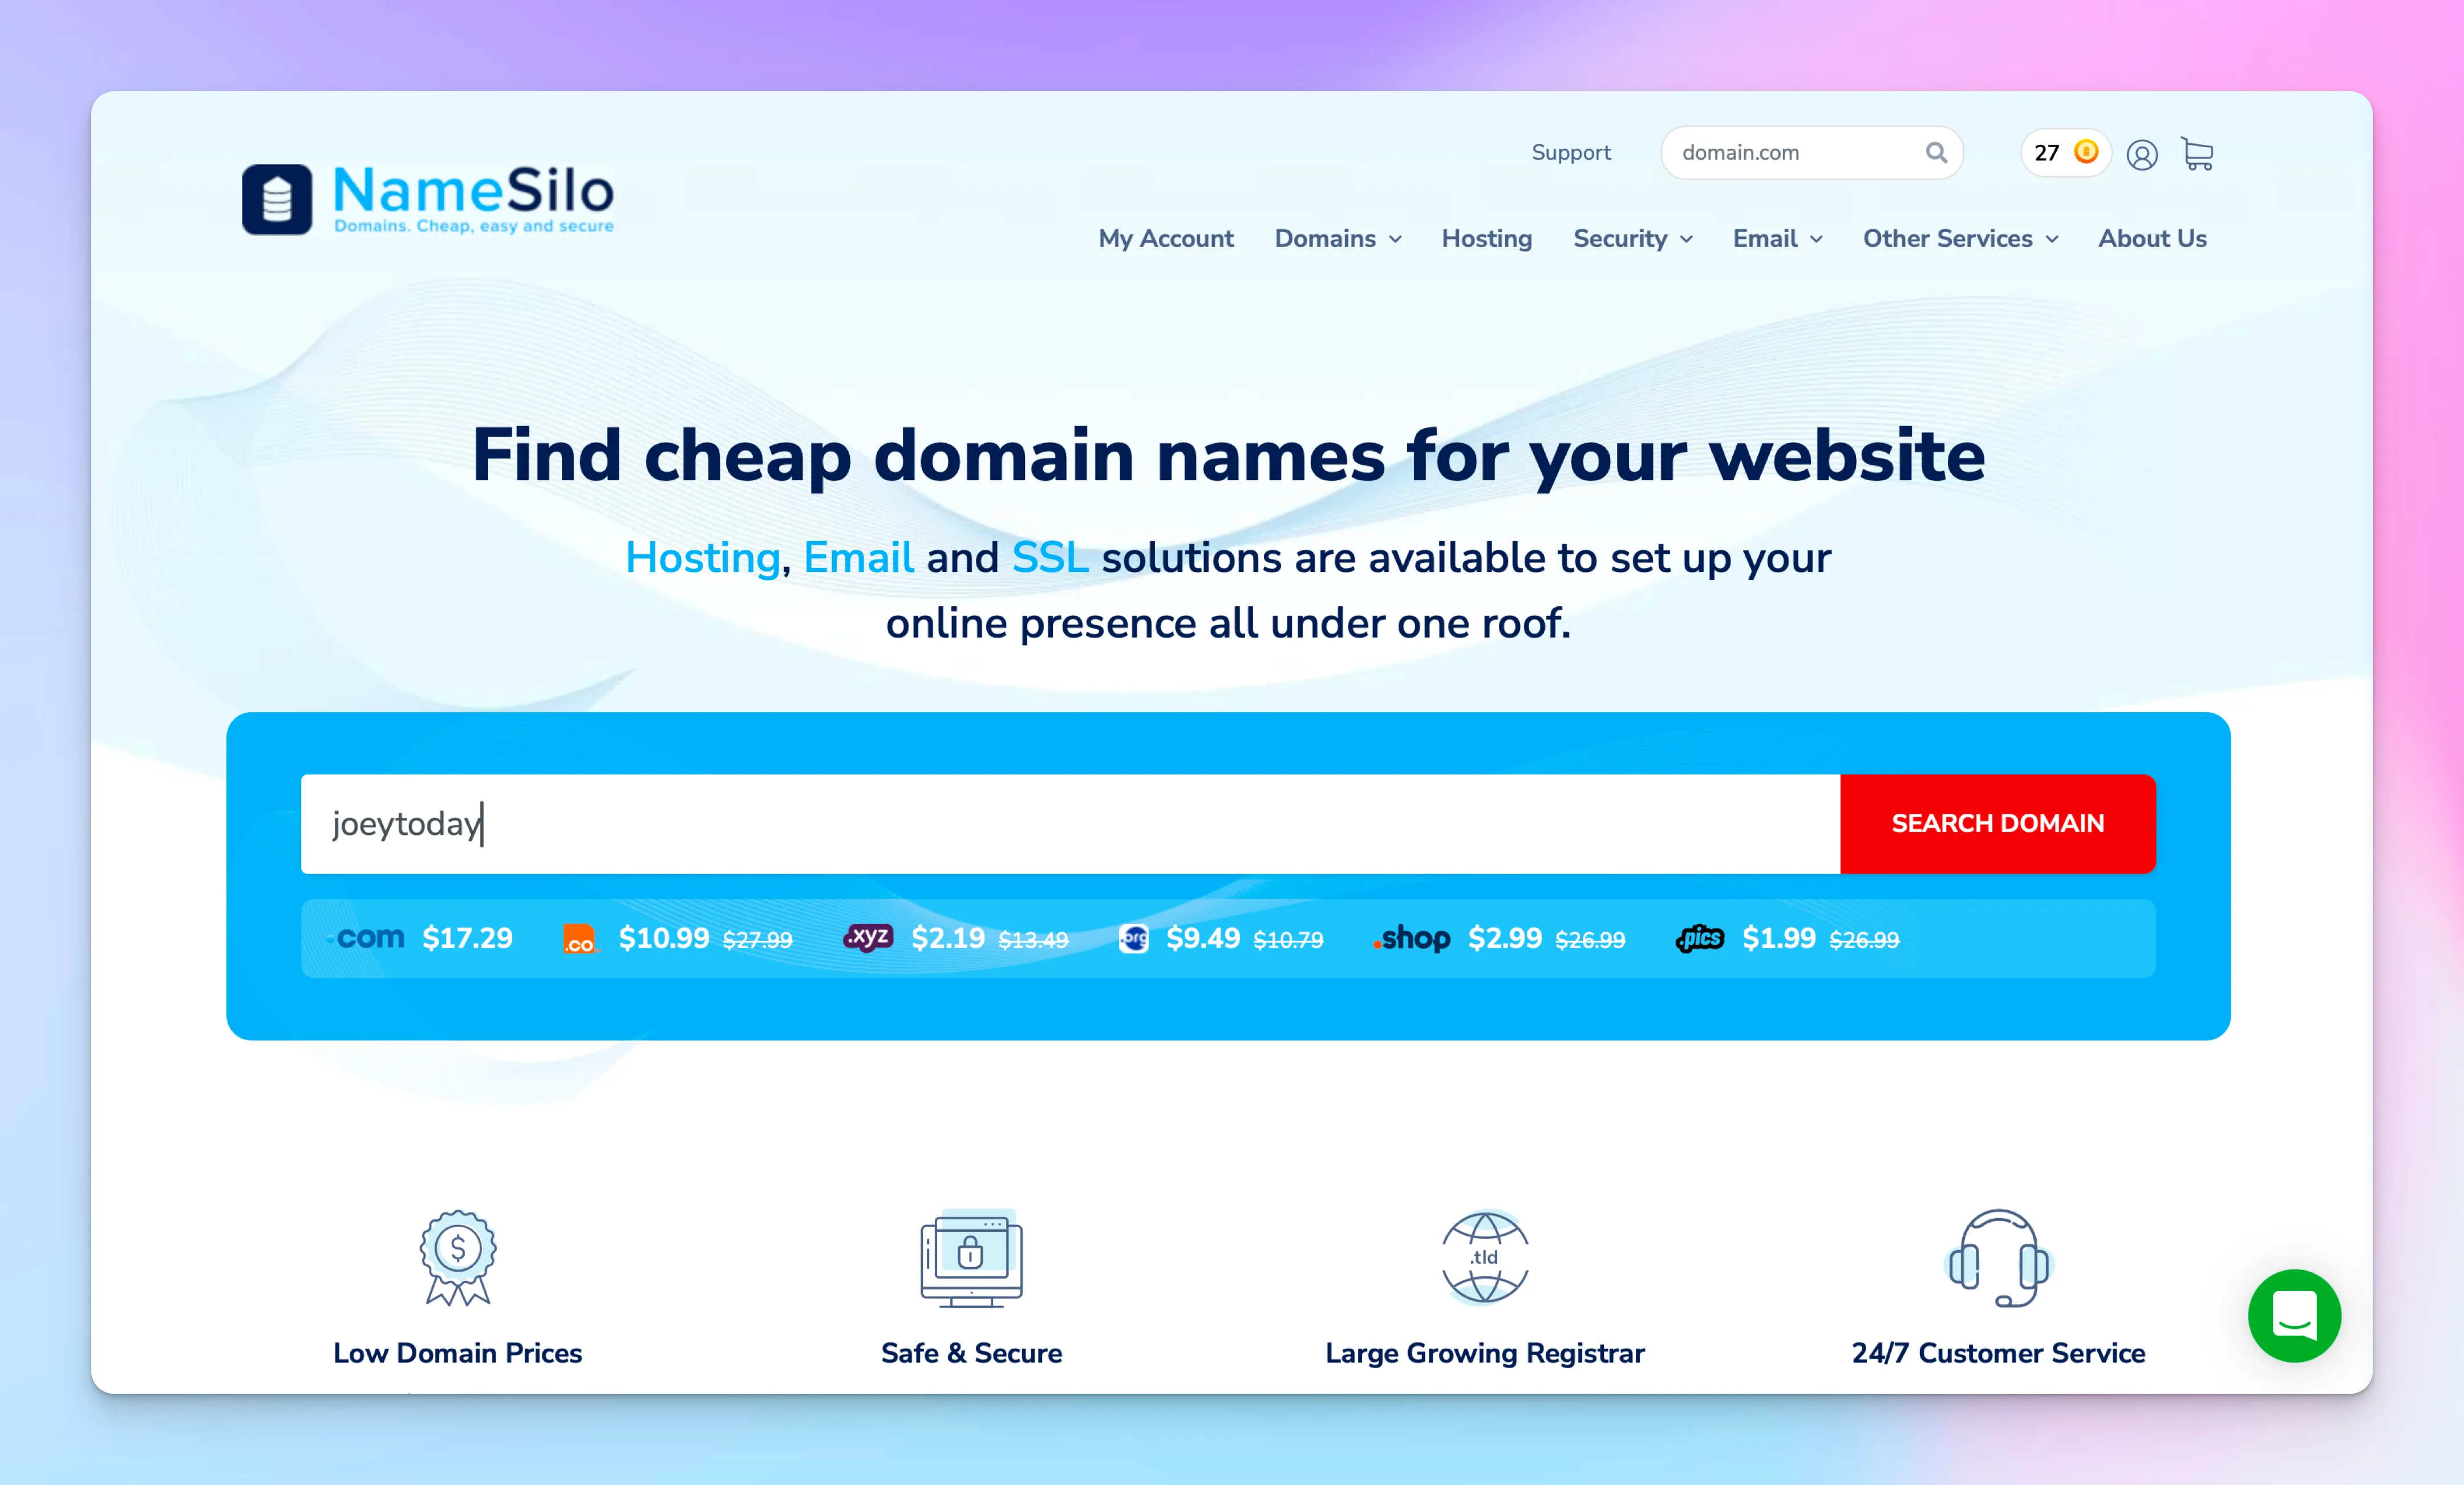 NameSilo
Domains. Cheap, easy and secure
Support
domain.com
27
My Account Domains Hosting Security Email Other Services About Us
Find cheap domain names for your website
Hosting, Email and SSL solutions are available to set up your
online presence all under one roof.
joeytoday
SEARCH DOMAIN
.com $17.29 .co $10.99 $27.99 .xyz $2.19 $13.49 .org $9.49 $10.79 .shop $2.99 $26.99 .pics $1.99 $26.99
$
.tld
Low Domain Prices
Safe & Secure
Large Growing Registrar
24/7 Customer Service